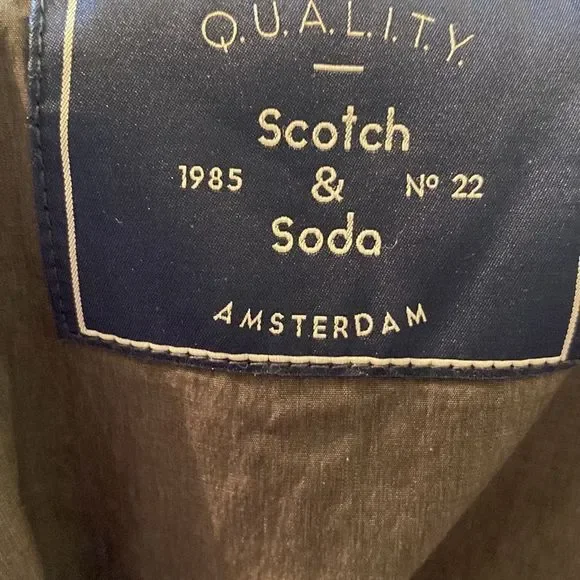 Q.U.A.L.I.T.Y.
Scotch
1985 & Nº 22
Soda
AMSTERDAM